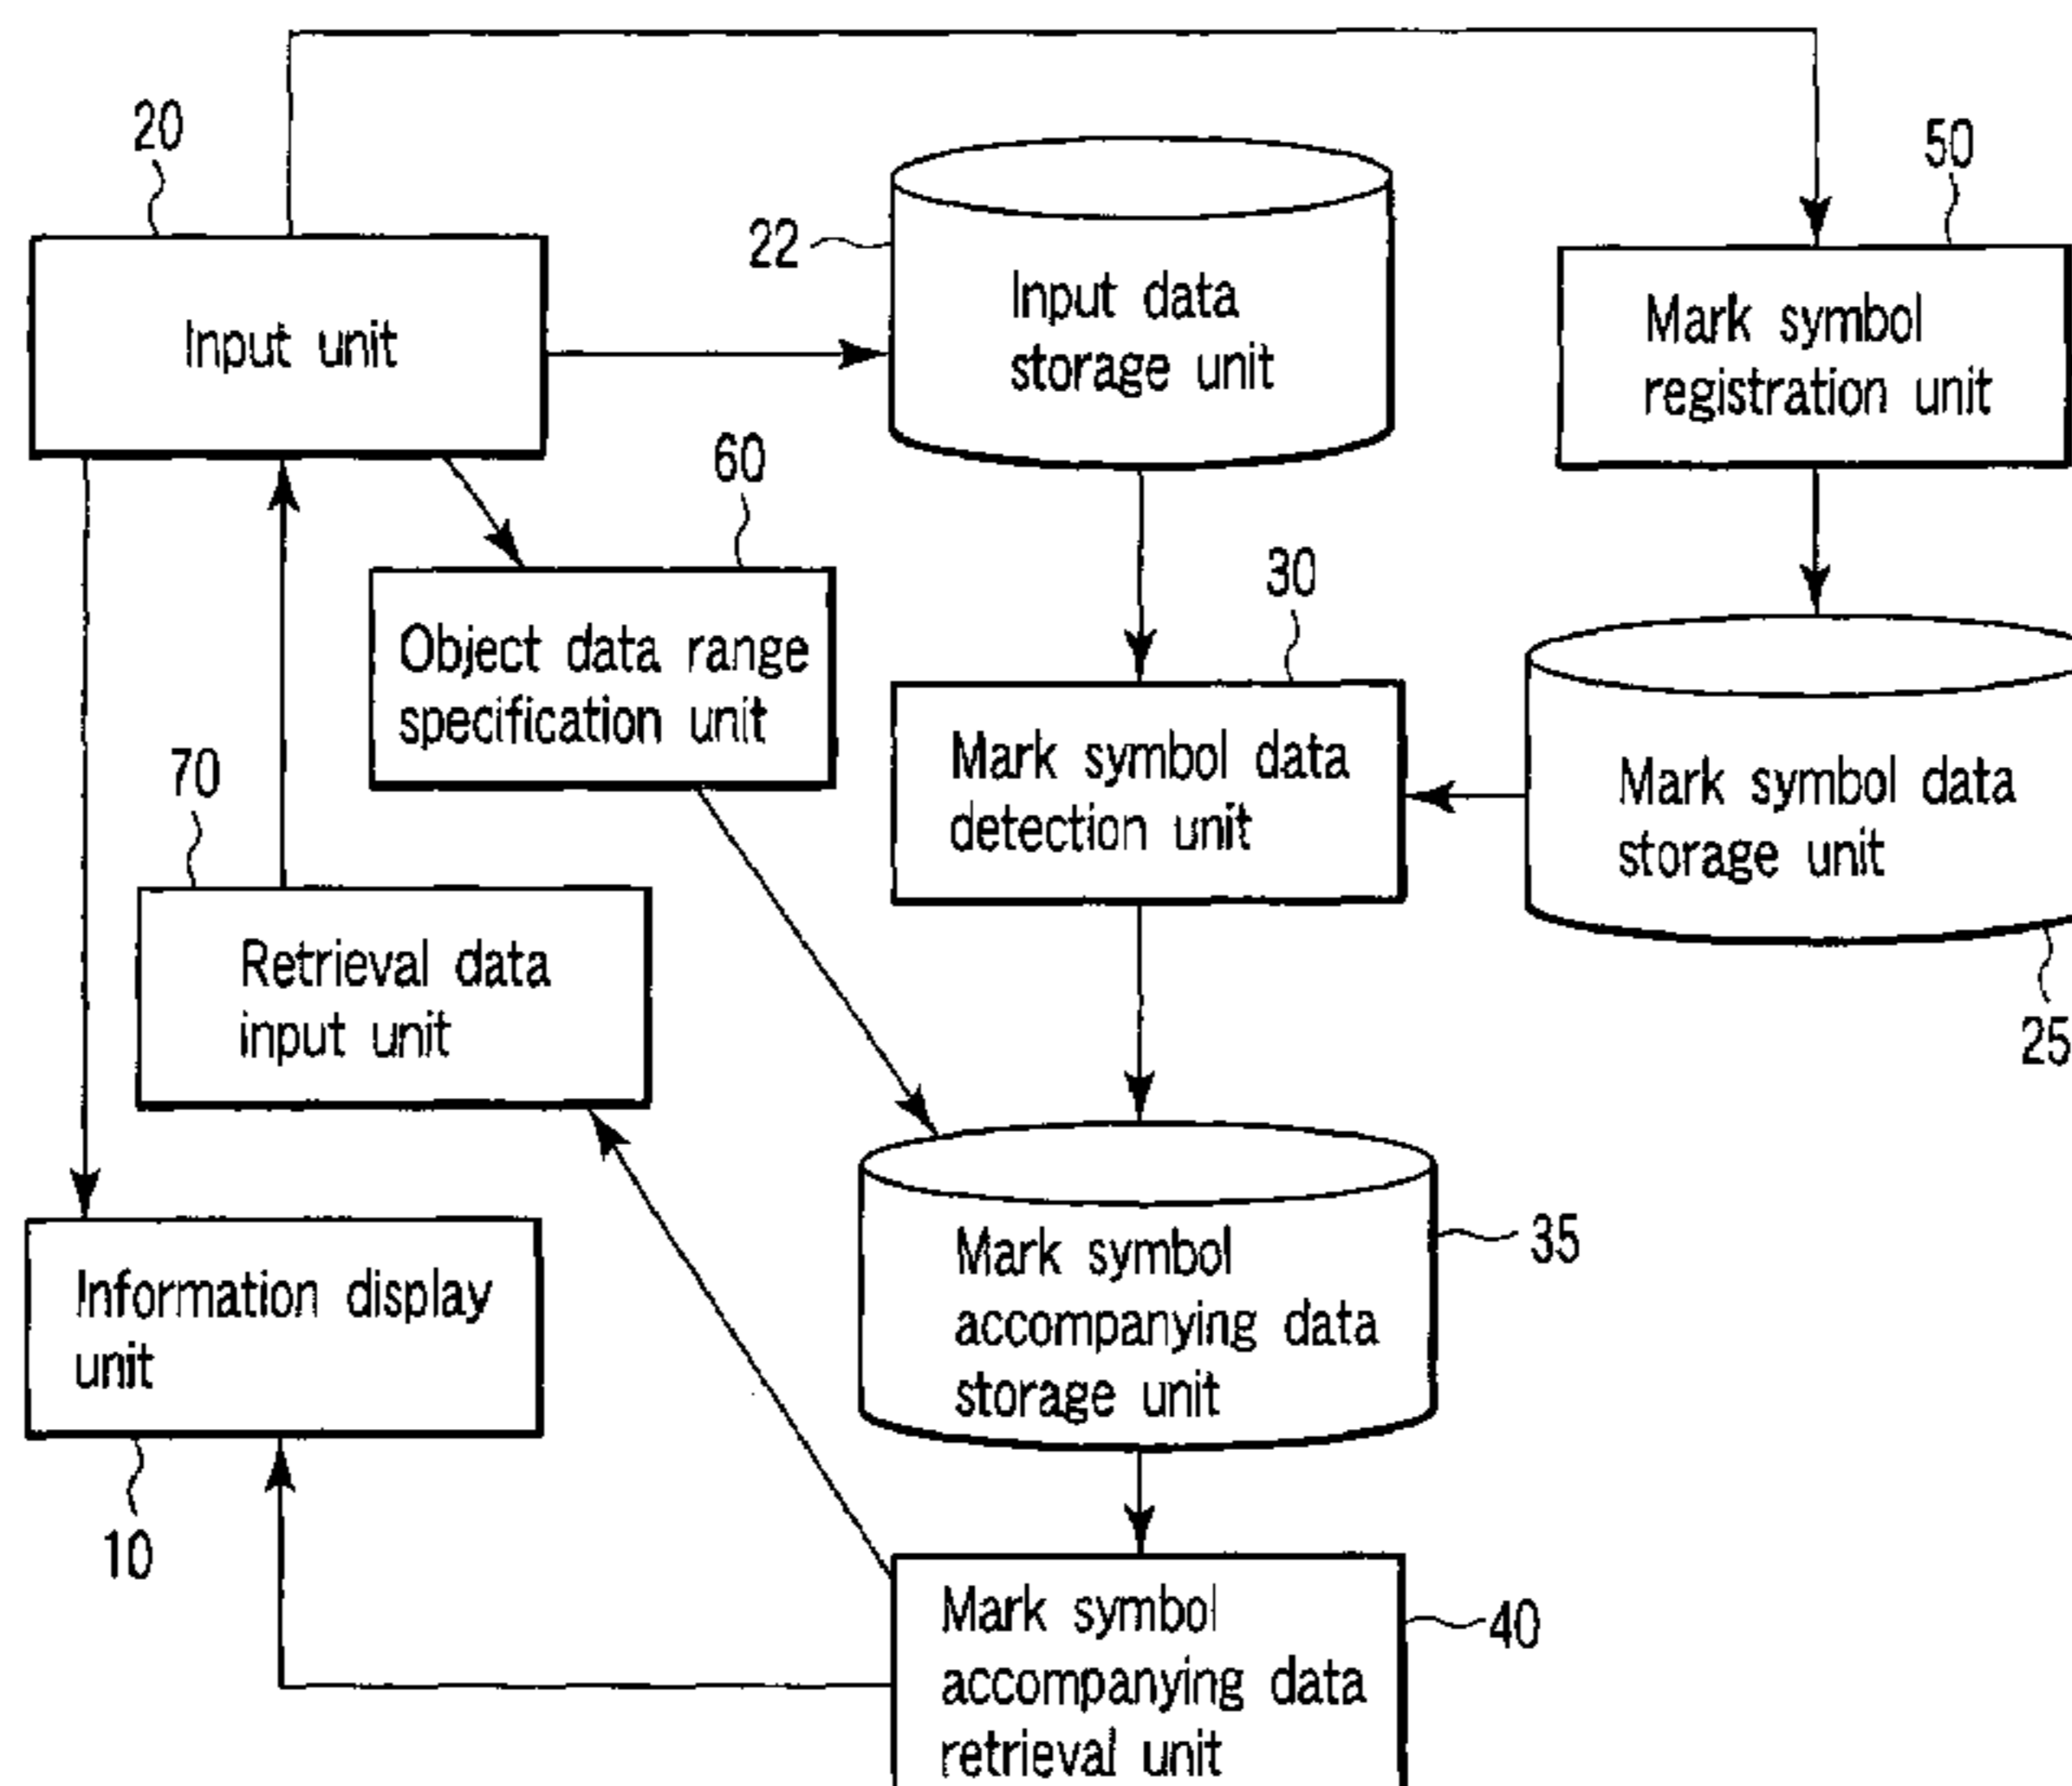 20
Input unit
22
Input data
storage unit
50
Mark symbol
registration unit
60
Object data range
specification unit
30
Mark symbol data
detection unit
Mark symbol data
storage unit
25
70
Retrieval data
input unit
Information display
unit
10
Mark symbol
accompanying data
storage unit
35
Mark symbol
accompanying data
retrieval unit
40